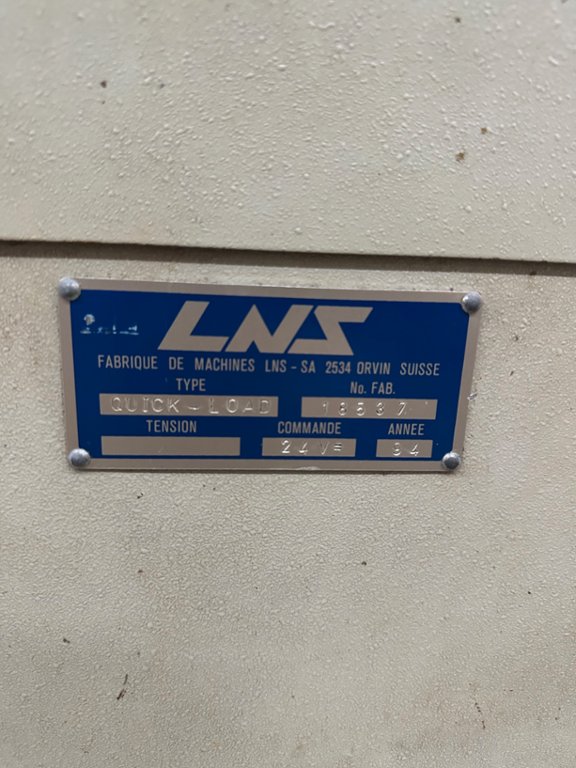 LNS
FABRIQUE DE MACHINES LNS - SA 2534 ORVIN SUISSE
TYPE No. FAB.
QUICK - LOAD 18537
TENSION COMMANDE ANNEE
24V= 94